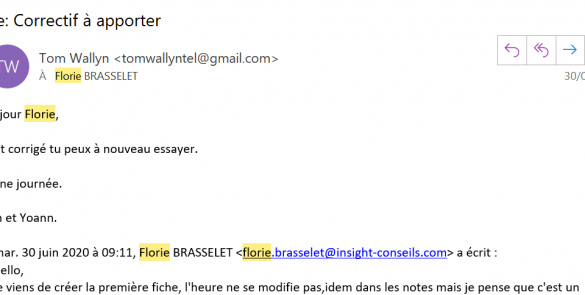 e: Correctif à apporter
TW
Tom Wallyn <tomwallyntel@gmail.com>
À Florie BRASSELET
30/0
jour Florie,
t corrigé tu peux à nouveau essayer.
ne journée.
n et Yoann.
mar. 30 juin 2020 à 09:11, Florie BRASSELET <florie.brasselet@insight-conseils.com> a écrit :
ello,
e viens de créer la première fiche, l'heure ne se modifie pas,idem dans les notes mais je pense que c'est un